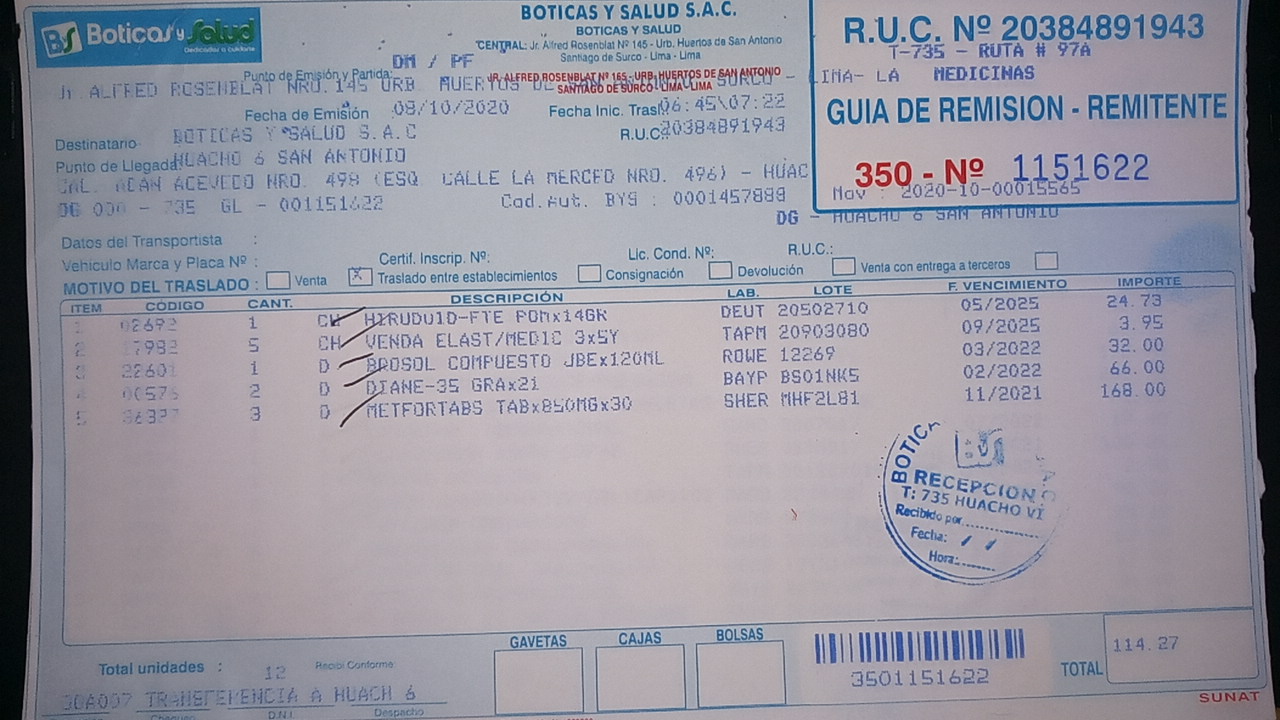 BS Boticas y Salud
Dedicados a cuidarte
BOTICAS Y SALUD S.A.C.
BOTICAS Y SALUD
CENTRAL: Jr. Alfred Rosenblat Nº 145 - Urb. Huertos de San Antonio
Santiago de Surco - Lima - Lima
DM / PF
JR. ALFRED ROSENBLAT Nº 165 - URB. HUERTOS DE SAN ANTONIO
SANTIAGO DE SURCO - LIMA - LIMA
R.U.C. Nº 20384891943
T-735 - RUTA # 97A
LIMA- LA MEDICINAS
GUIA DE REMISION - REMITENTE
350 - Nº 1151622
Mov : 2020-10-00015565
DG - HUACHO 6 SAN ANTONIO
Punto de Emisión y Partida:
Jr ALFRED ROSENBLAT NRO. 145 URB HUERTOS DE SURCO -
Fecha de Emisión 08/10/2020 Fecha Inic. Trasl. 06:45\07:22
Destinatario BOTICAS Y SALUD S.A.C R.U.C. 20384891943
Punto de Llegada: HUACHO 6 SAN ANTONIO
CAL. ADAN ACEVEDO NRO. 498 (ESQ CALLE LA MERCED NRO. 496) - HUAC
DG 000 - 735 GL - 001151622 Cod.Aut. BYS : 0001457889
Datos del Transportista :
Vehiculo Marca y Placa Nº : Certif. Inscrip. Nº: Lic. Cond. Nº: R.U.C.:
MOTIVO DEL TRASLADO : Venta X Traslado entre establecimientos Consignación Devolución Venta con entrega a terceros
ITEM CÓDIGO CANT. DESCRIPCIÓN LAB. LOTE F. VENCIMIENTO IMPORTE
1 02692 1 CH HIRUDOID-FTE POMx14GR DEUT 20502710 05/2025 24.73
2 17982 5 CH VENDA ELAST/MEDIC 3x5Y TAPM 20903080 09/2025 3.95
3 22601 1 D BROSOL COMPUESTO JBEx120ML ROWE 12269 03/2022 32.00
4 00576 2 D DIANE-35 GRAx21 BAYP BS01NK5 02/2022 66.00
5 36327 3 D METFORTABS TABx850MGx30 SHER MHF2L81 11/2021 168.00
BOTICA
BS
RECEPCION
T: 735 HUACHO VI
Recibido por
Fecha: / /
Hora:
GAVETAS CAJAS BOLSAS
Total unidades : 12 Recibí Conforme
3501151622
TOTAL 114.27
30A007 TRANSFERENCIA A HUACH 6
Chequeo D.N.I. Despacho
SUNAT